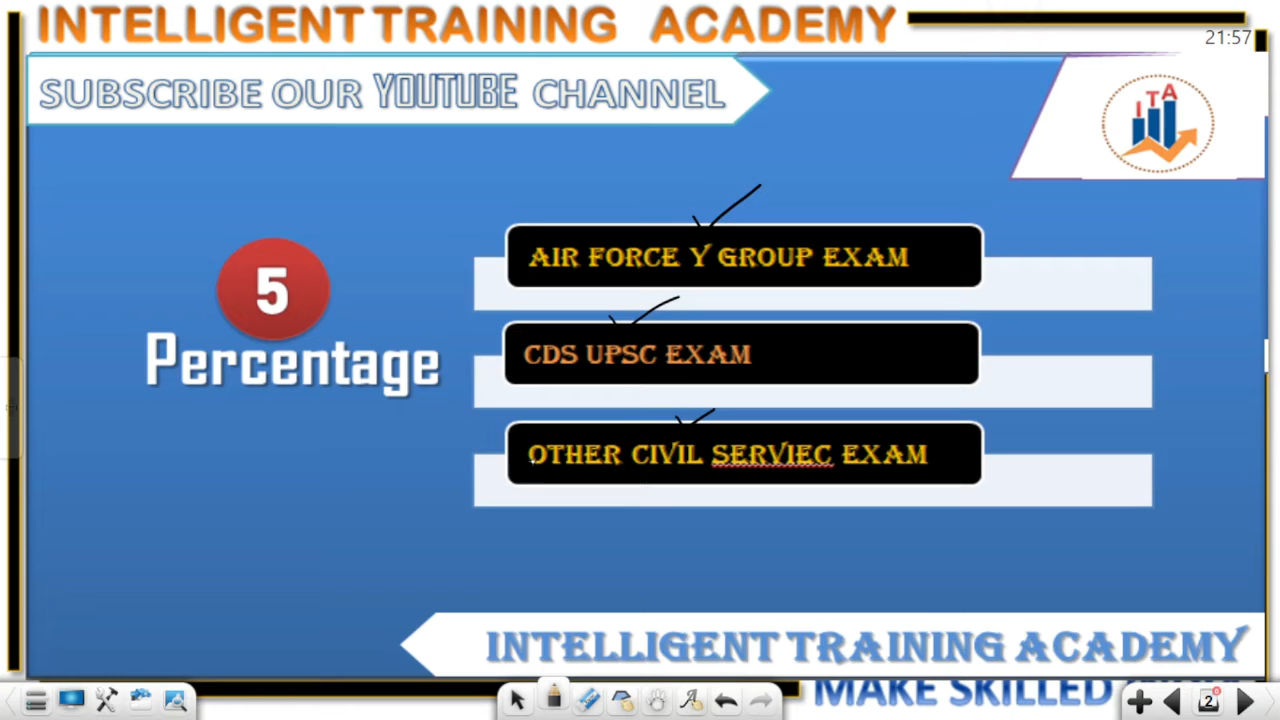 INTELLIGENT TRAINING ACADEMY
21:57
SUBSCRIBE OUR YOUTUBE CHANNEL
ITA
AIR FORCE Y GROUP EXAM
5
Percentage
CDS UPSC EXAM
OTHER CIVIL SERVIEC EXAM
INTELLIGENT TRAINING ACADEMY
MAKE SKILLED
2